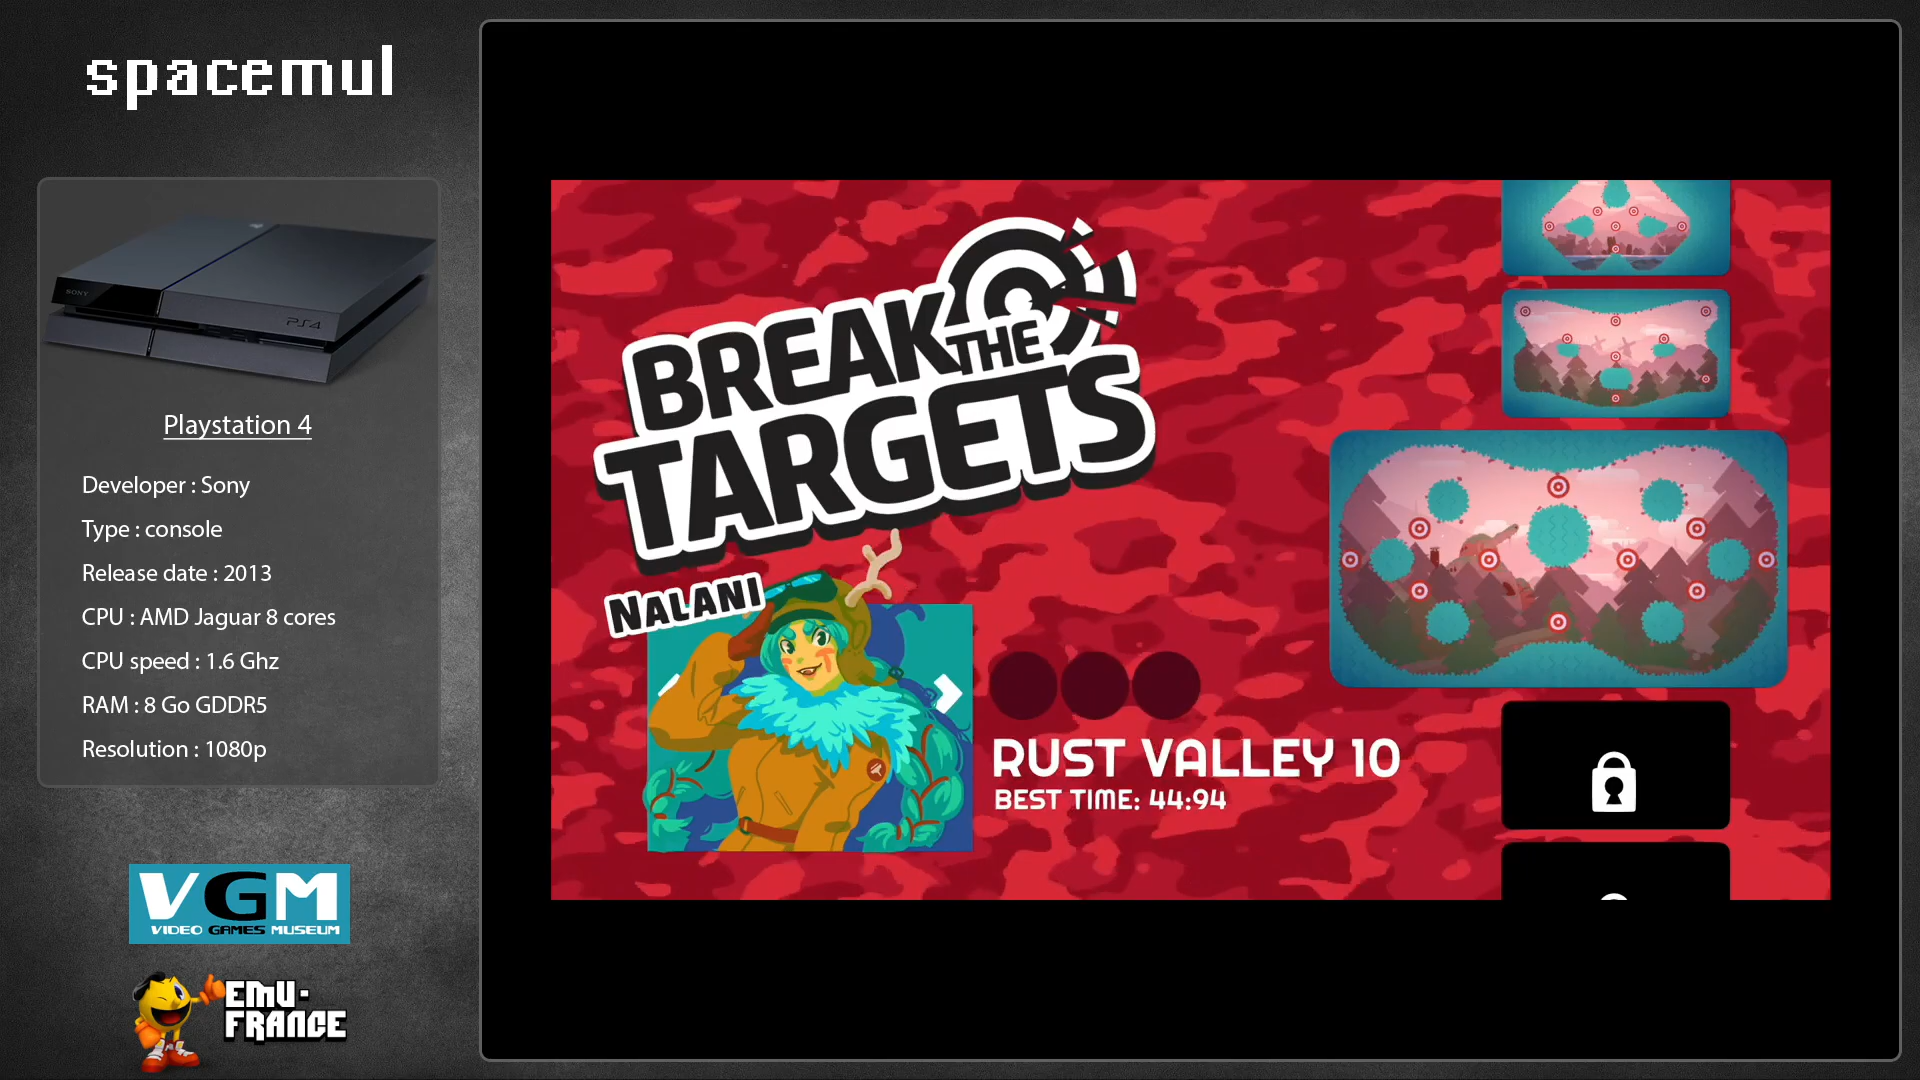 spacemul
SONY
PS4
Playstation 4
Developer : Sony
Type : console
Release date : 2013
CPU : AMD Jaguar 8 cores
CPU speed : 1.6 Ghz
RAM : 8 Go GDDR5
Resolution : 1080p
VGM
VIDEO GAMES MUSEUM
EMU-
FRANCE
BREAK THE
TARGETS
NALANI
RUST VALLEY 10
BEST TIME: 44:94